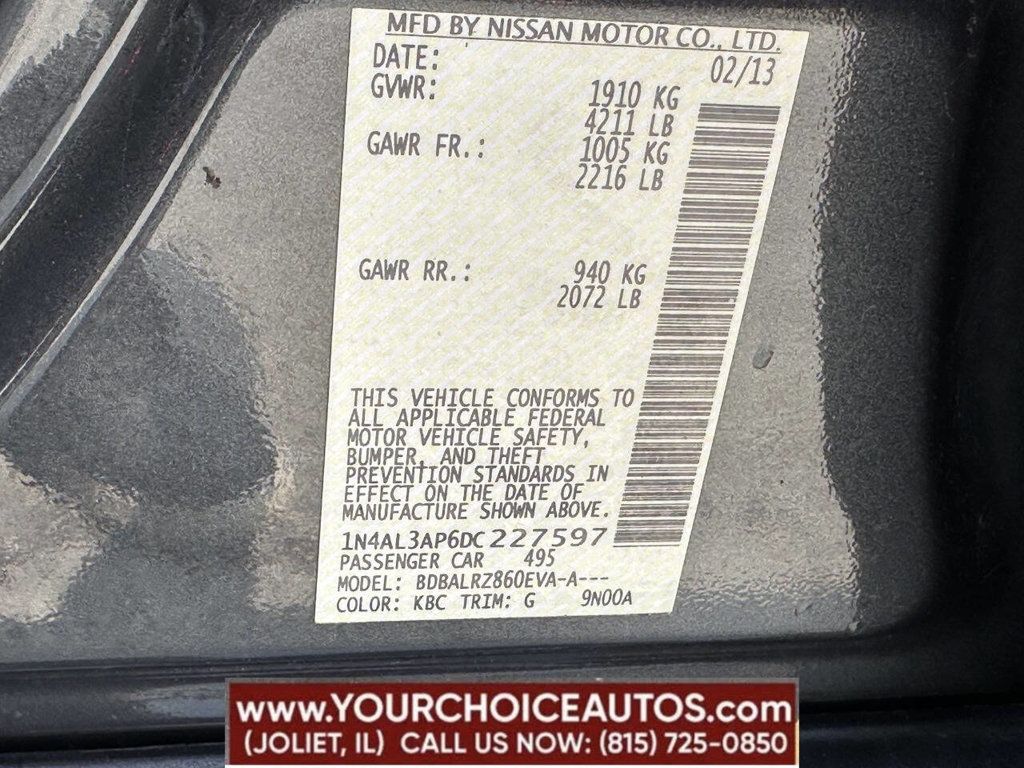 MFD BY NISSAN MOTOR CO., LTD.
DATE: 02/13
GVWR: 1910 KG
4211 LB
GAWR FR.: 1005 KG
2216 LB
GAWR RR.: 940 KG
2072 LB
THIS VEHICLE CONFORMS TO
ALL APPLICABLE FEDERAL
MOTOR VEHICLE SAFETY,
BUMPER, AND THEFT
PREVENTION STANDARDS IN
EFFECT ON THE DATE OF
MANUFACTURE SHOWN ABOVE.
1N4AL3AP6DC227597
PASSENGER CAR 495
MODEL: BDBALRZ860EVA-A---
COLOR: KBC TRIM: G 9N00A
www.YOURCHOICEAUTOS.com
(JOLIET, IL) CALL US NOW: (815) 725-0850